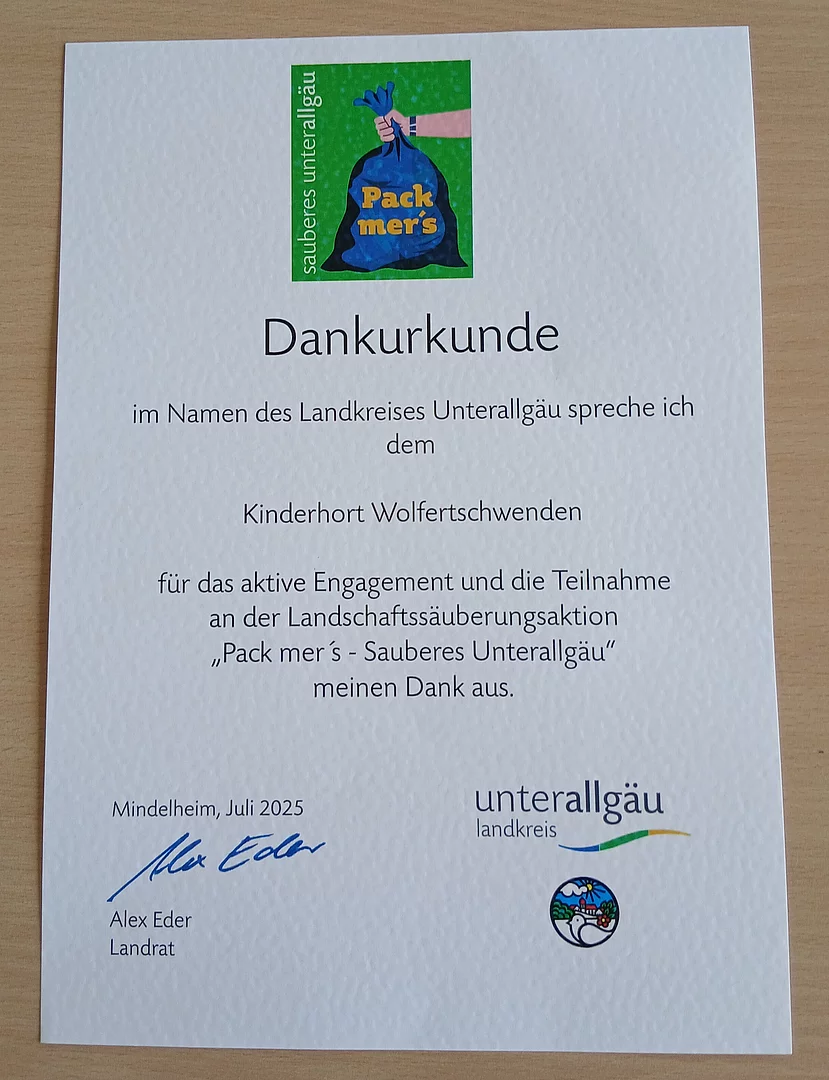 sauberes unterallgäu
Pack
mer´s
Dankurkunde
im Namen des Landkreises Unterallgäu spreche ich
dem
Kinderhort Wolfertschwenden
für das aktive Engagement und die Teilnahme
an der Landschaftssäuberungsaktion
„Pack mer´s - Sauberes Unterallgäu“
meinen Dank aus.
Mindelheim, Juli 2025
Alex Eder
Alex Eder
Landrat
unterallgäu
landkreis